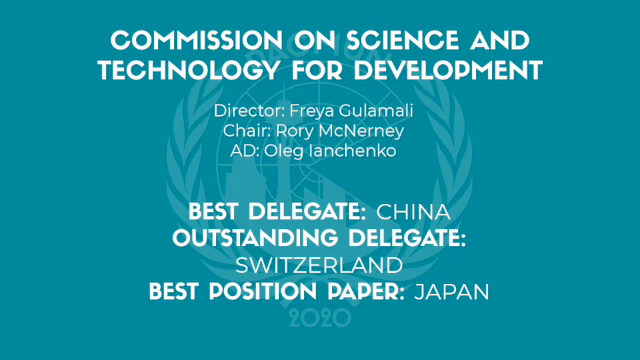 COMMISSION ON SCIENCE AND
TECHNOLOGY FOR DEVELOPMENT
Director: Freya Gulamali
Chair: Rory McNerney
AD: Oleg Ianchenko
BEST DELEGATE: CHINA
OUTSTANDING DELEGATE:
SWITZERLAND
BEST POSITION PAPER: JAPAN
2020